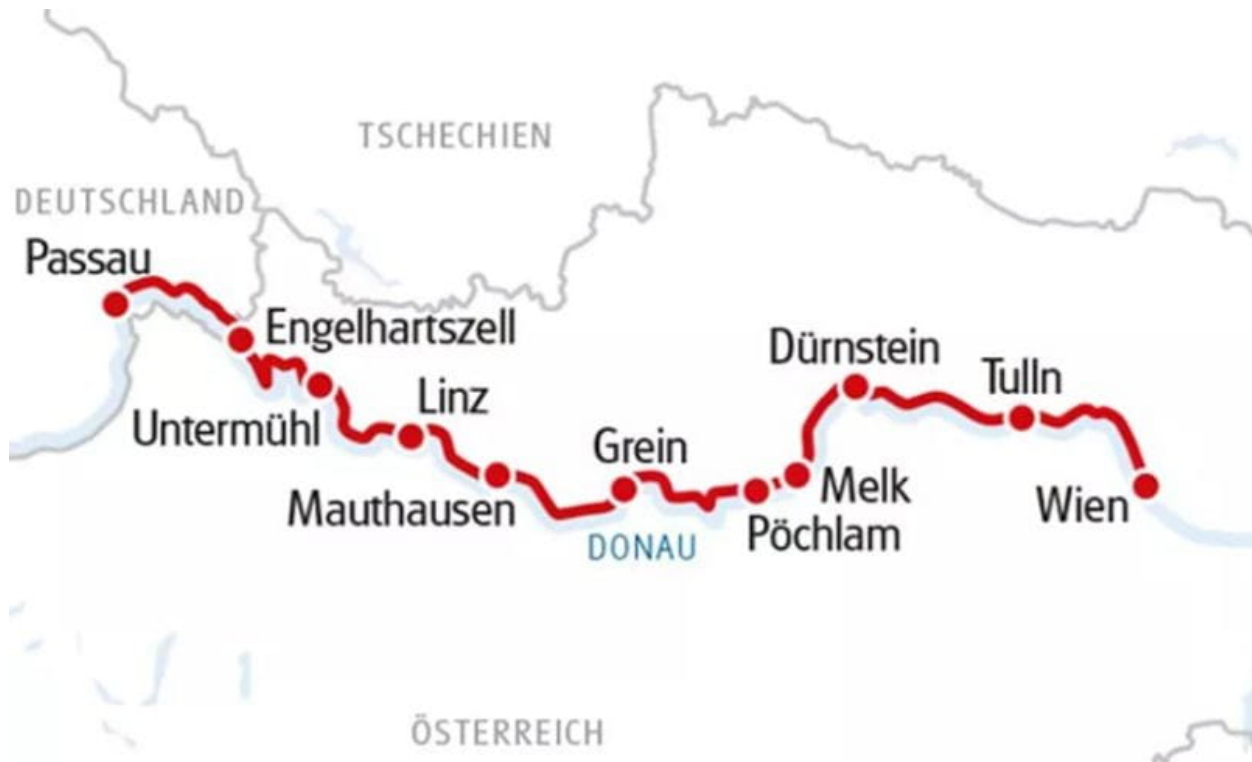 TSCHECHIEN
DEUTSCHLAND
Passau
Engelhartszell
Dürnstein
Tulln
Linz
Untermühl
Grein
Melk
Mauthausen
Wien
Pöchlam
DONAU
ÖSTERREICH